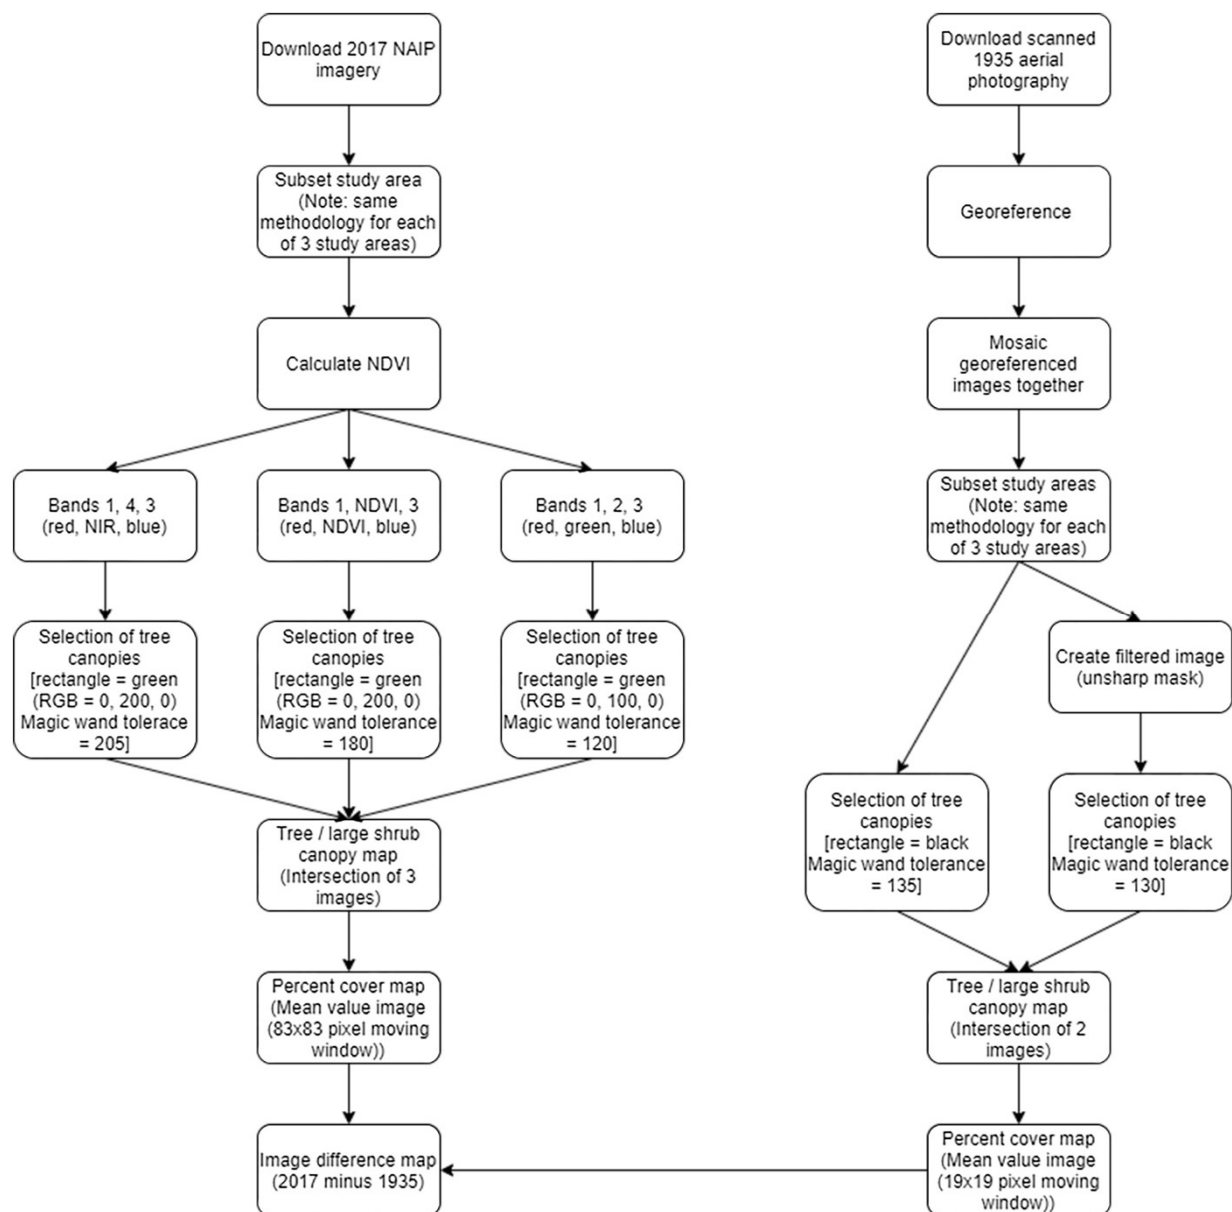 Download 2017 NAIP
imagery
Subset study area
(Note: same
methodology for each
of 3 study areas)
Calculate NDVI
Bands 1, 4, 3
(red, NIR, blue)
Bands 1, NDVI, 3
(red, NDVI, blue)
Bands 1, 2, 3
(red, green, blue)
Selection of tree
canopies
[rectangle = green
(RGB = 0, 200, 0)
Magic wand tolerace
= 205]
Selection of tree
canopies
[rectangle = green
(RGB = 0, 200, 0)
Magic wand tolerance
= 180]
Selection of tree
canopies
[rectangle = green
(RGB = 0, 100, 0)
Magic wand tolerance
= 120]
Tree / large shrub
canopy map
(Intersection of 3
images)
Percent cover map
(Mean value image
(83x83 pixel moving
window))
Image difference map
(2017 minus 1935)
Download scanned
1935 aerial
photography
Georeference
Mosaic
georeferenced
images together
Subset study areas
(Note: same
methodology for each
of 3 study areas)
Create filtered image
(unsharp mask)
Selection of tree
canopies
[rectangle = black
Magic wand tolerance
= 135]
Selection of tree
canopies
[rectangle = black
Magic wand tolerance
= 130]
Tree / large shrub
canopy map
(Intersection of 2
images)
Percent cover map
(Mean value image
(19x19 pixel moving
window))